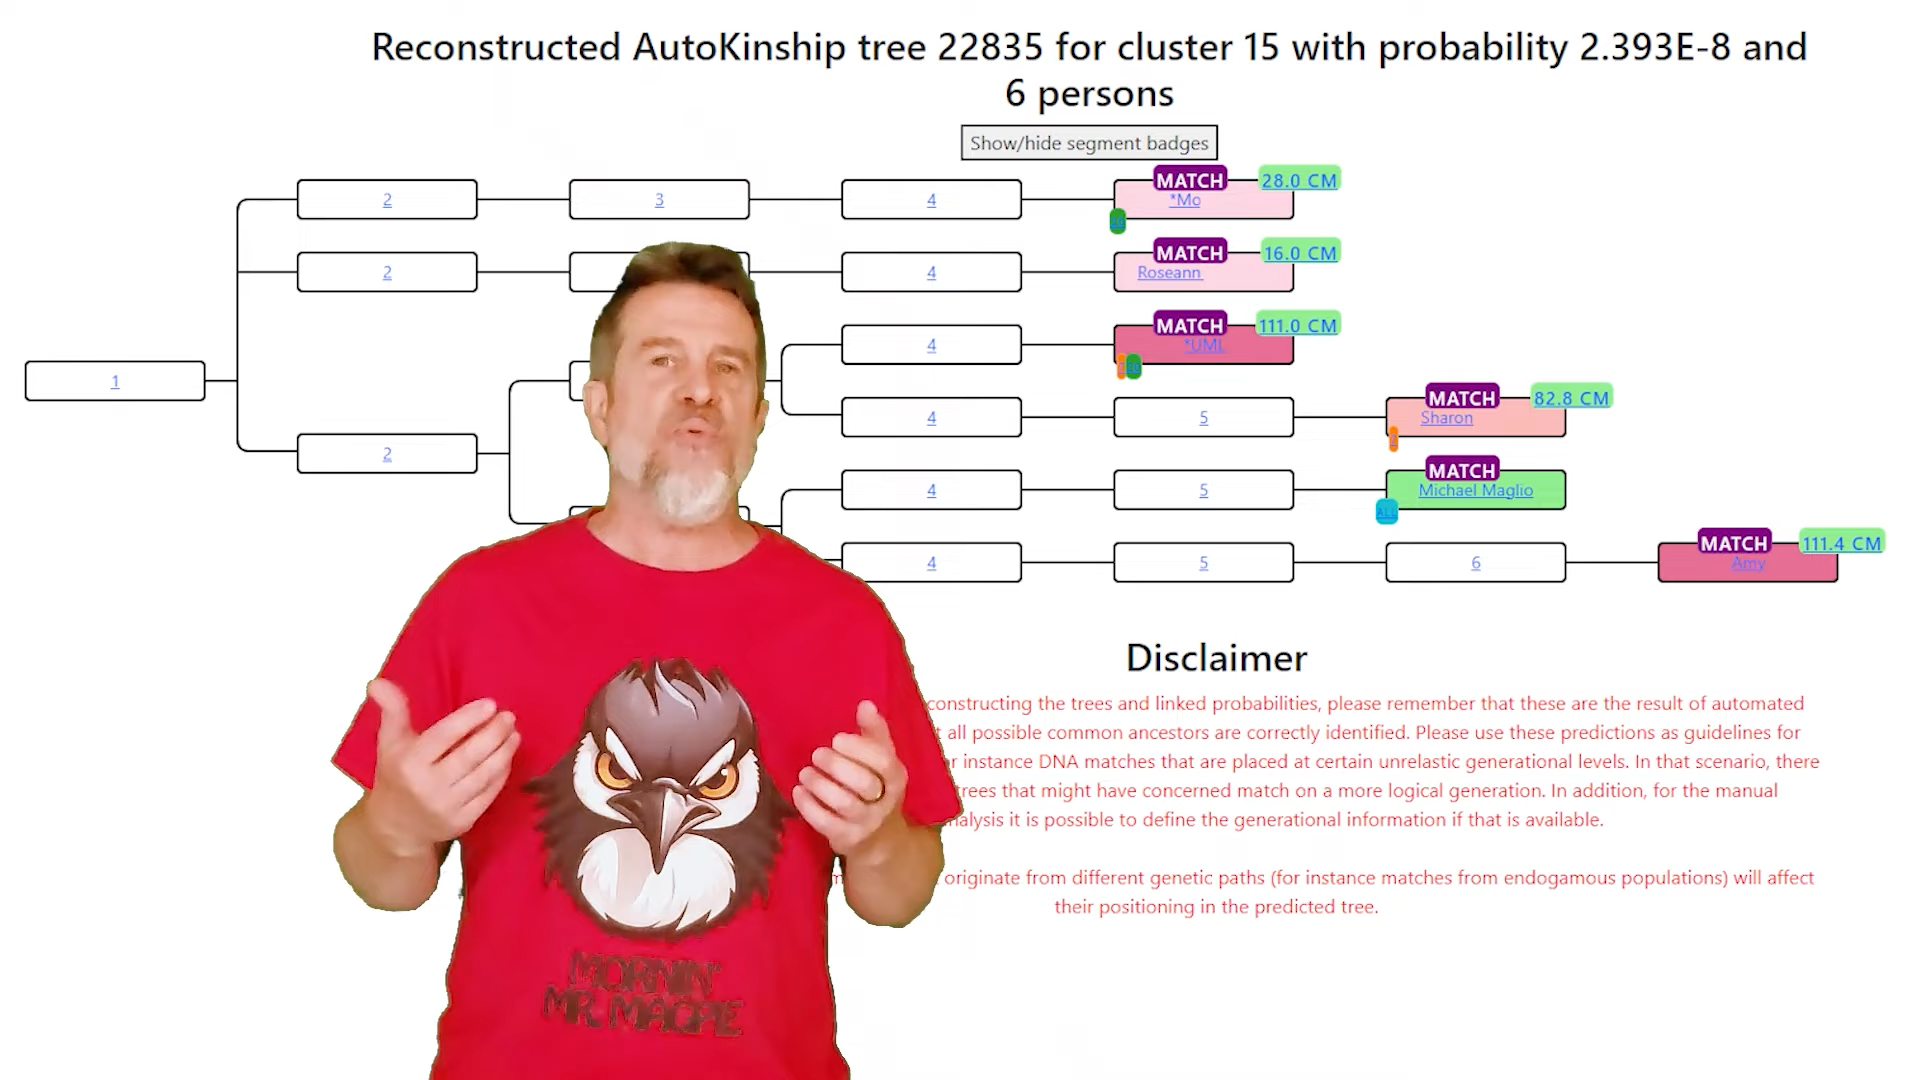 Reconstructed AutoKinship tree 22835 for cluster 15 with probability 2.393E-8 and
6 persons
Show/hide segment badges
2
3
4
MATCH
28.0 CM
*Mo
2
4
MATCH
16.0 CM
Roseann
4
MATCH
111.0 CM
*UML
1
4
5
MATCH
82.8 CM
Sharon
2
4
5
MATCH
Michael Maglio
ALL
4
5
6
MATCH
111.4 CM
Amy
Disclaimer
constructing the trees and linked probabilities, please remember that these are the result of automated
all possible common ancestors are correctly identified. Please use these predictions as guidelines for
instance DNA matches that are placed at certain unrelastic generational levels. In that scenario, there
trees that might have concerned match on a more logical generation. In addition, for the manual
it is possible to define the generational information if that is available.
originate from different genetic paths (for instance matches from endogamous populations) will affect
their positioning in the predicted tree.
MORNIN'
MR. MAGPIE